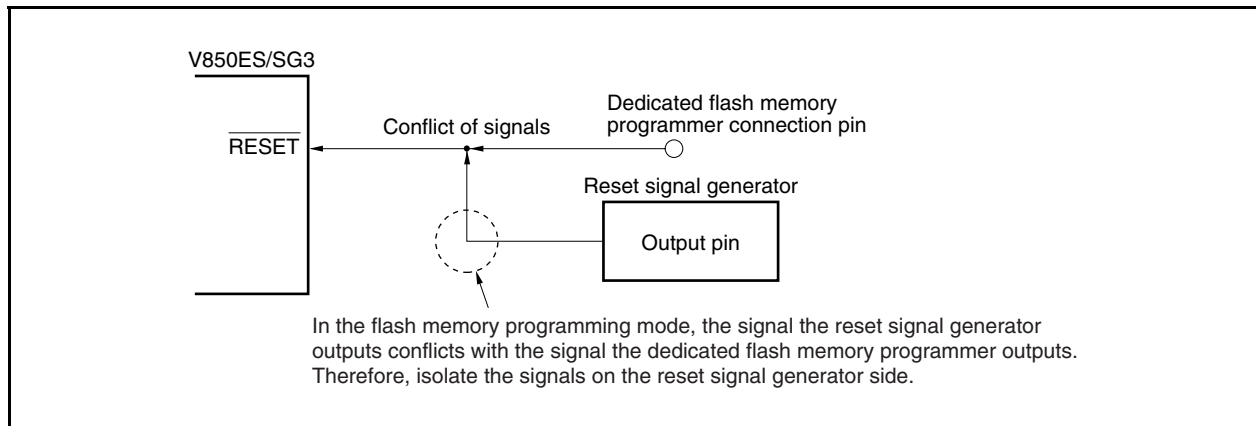 V850ES/SG3
Dedicated flash memory
programmer connection pin
Conflict of signals
RESET
Reset signal generator
Output pin
In the flash memory programming mode, the signal the reset signal generator
outputs conflicts with the signal the dedicated flash memory programmer outputs.
Therefore, isolate the signals on the reset signal generator side.